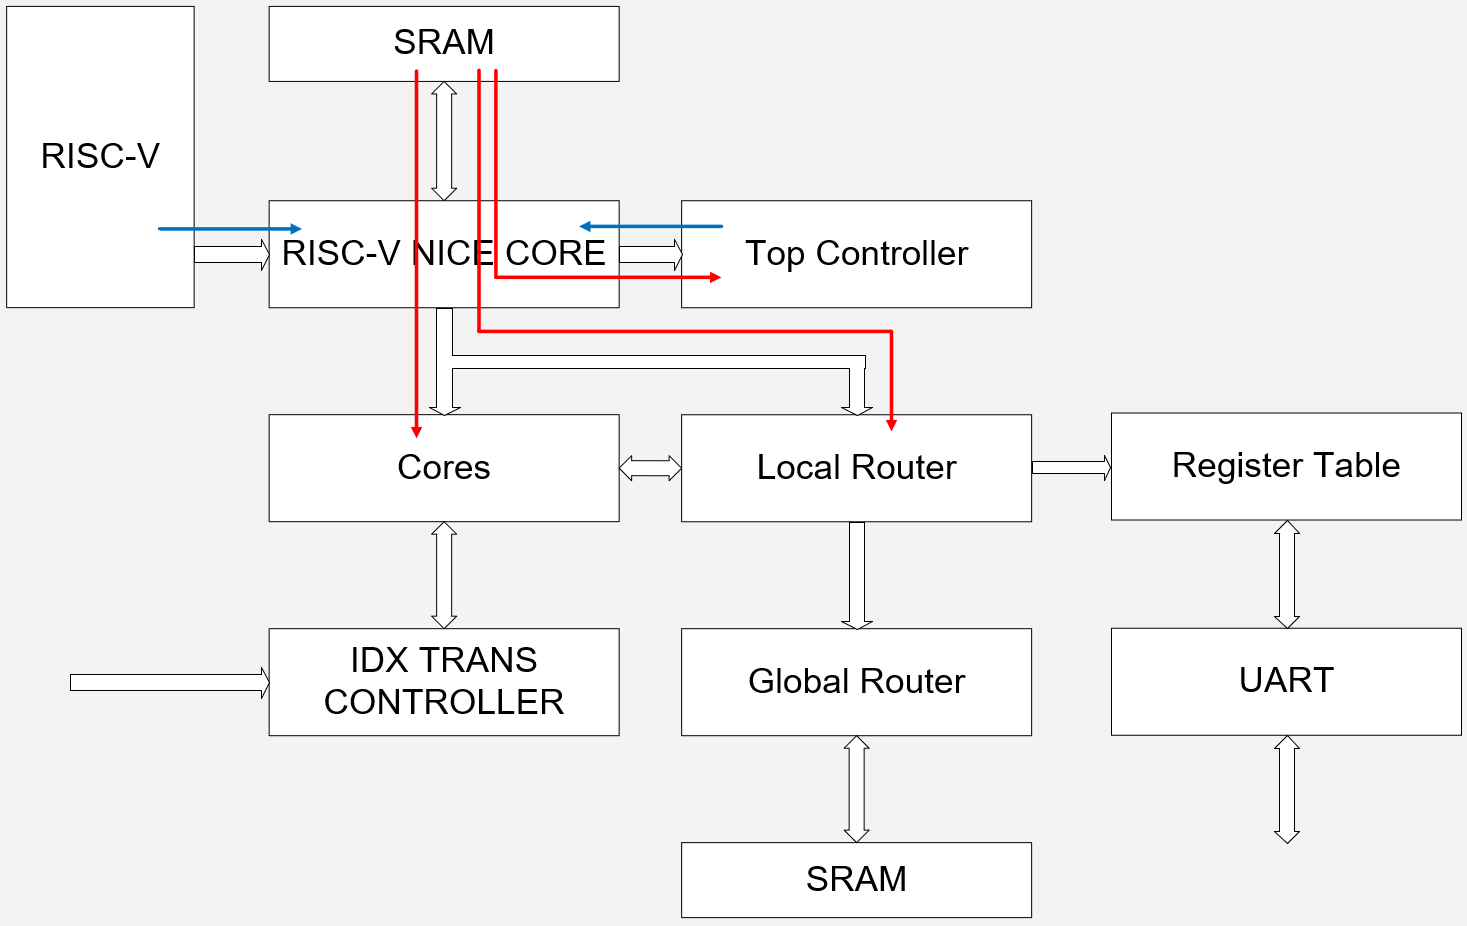 SRAM
RISC-V
RISC-V NICE CORE
Top Controller
Cores
Local Router
Register Table
IDX TRANS
CONTROLLER
Global Router
UART
SRAM